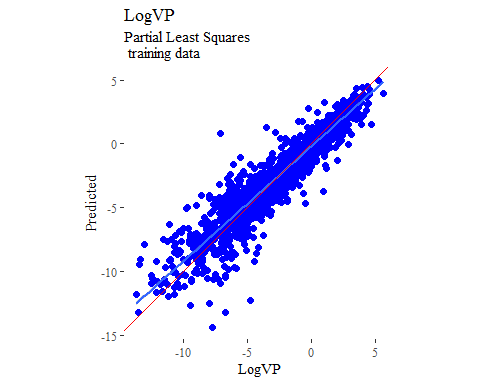 LogVP
Partial Least Squares
training data
5
0
-5
-10
-15
Predicted
-10
-5
0
5
LogVP